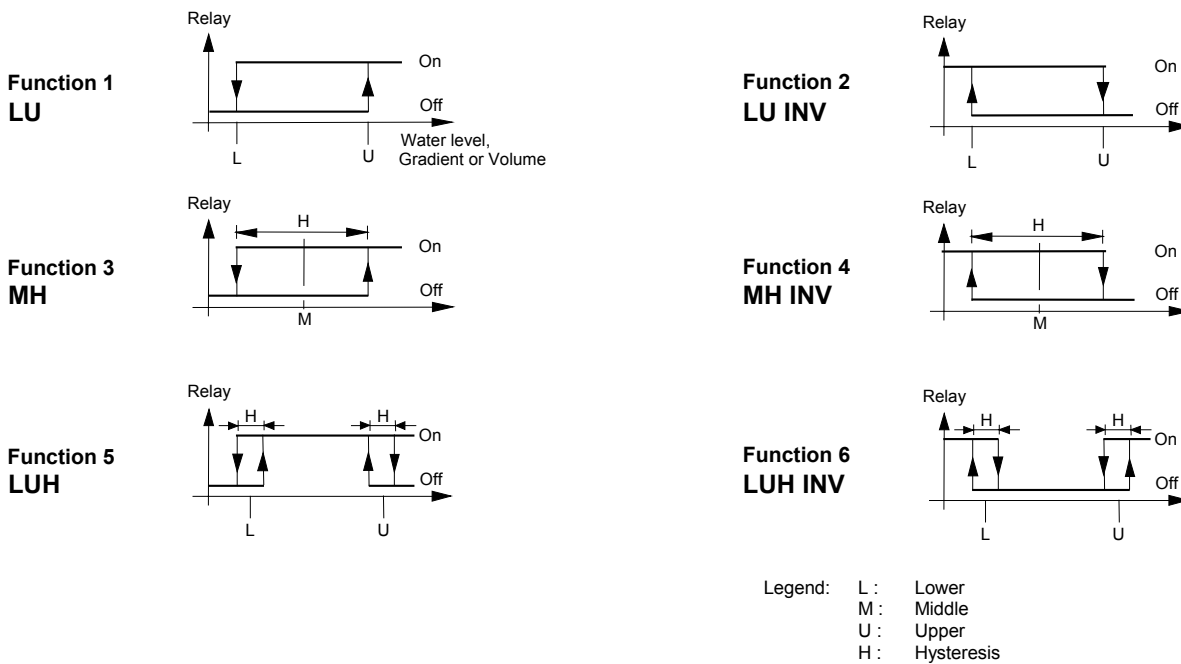 Relay
Function 1
LU
On
Off
L
U
Water level,
Gradient or Volume
Relay
Function 2
LU INV
On
Off
L
U
Relay
H
Function 3
MH
On
Off
M
Relay
H
Function 4
MH INV
On
Off
M
Relay
H
H
Function 5
LUH
On
Off
L
U
Relay
H
H
Function 6
LUH INV
On
Off
L
U
Legend: L : Lower
M : Middle
U : Upper
H : Hysteresis